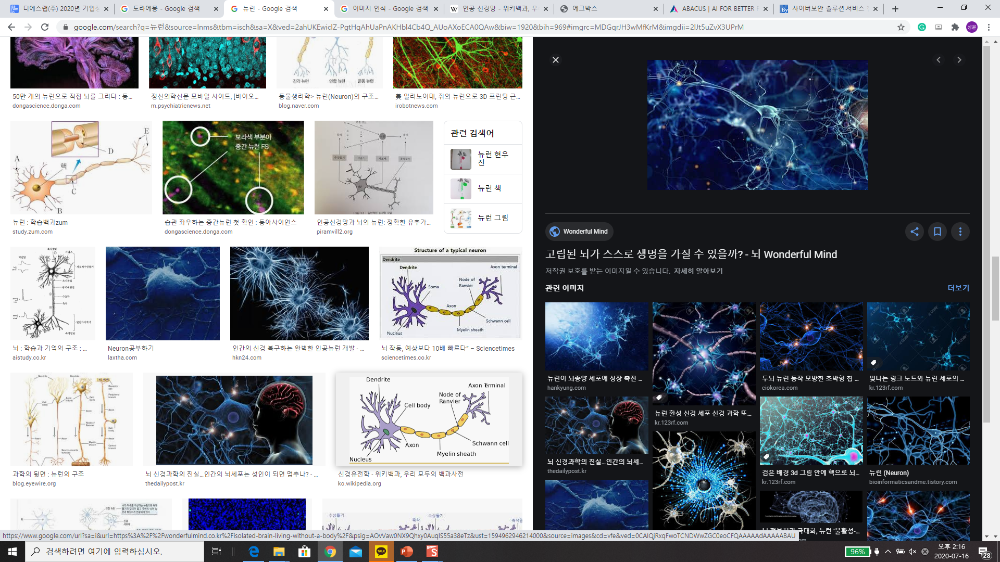 디에스랩(주) 2020년 기업정
도라에몽 - Google 검색
뉴런 - Google 검색
이미지 인식 - Google 검색
인공 신경망 - 위키백과, 우
에그박스
ABACUS | AI FOR BETTER
사이버보안 솔루션·서비스
google.com/search?q=뉴런&source=lnms&tbm=isch&sa=X&ved=2ahUKEwiclZ-PgtHqAhUaPnAKHbl4Cb4Q_AUoAXoECA0QAw&biw=1920&bih=969#imgrc=MDGqrJH3wMfKrM&imgdii=2lJt5uZvX3UPrM
성윤
감각 뉴런
연합 뉴런
운동 뉴런
50만 개의 뉴런으로 직접 뇌를 그리다 : 동...
dongascience.donga.com
정신의학신문 모바일 사이트, [바이오...
m.psychiatricnews.net
동물생리학> 뉴런(Neuron)의 구조...
blog.naver.com
美 일리노이대, 쥐의 뉴런으로 3D 프린팅 근...
irobotnews.com
A
B
C
D
E
핵
뉴런 : 학습백과zum
study.zum.com
보라색 부분이
중간 뉴런 FSI
습관 좌우하는 중간뉴런 첫 확인 : 동아사이언스
dongascience.donga.com
인공신경망과 뇌의 뉴런: 정확한 유추가...
piramvill2.org
관련 검색어
뉴런 현우
진
뉴런 책
뉴런 그림
뇌 : 학습과 기억의 구조 : ...
aistudy.co.kr
Neuron공부하기
laxtha.com
인간의 신경 복구하는 완벽한 인공뉴런 개발 - ...
hkn24.com
Structure of a typical neuron
Dendrite
Dendrite
Axon terminal
Soma
Node of
Ranvier
Axon
Schwann cell
Myelin sheath
Nucleus
뇌 작동, 예상보다 10배 빠르다" – Sciencetimes
sciencetimes.co.kr
과학의 뒷면 : 뉴런의 구조
blog.eyewire.org
뇌 신경과학의 진실...인간의 뇌세포는 성인이 되면 멈추나? - ...
thedailypost.kr
Dendrite
Axon Terminal
Node of
Ranvier
Cell body
Axon
Schwann cell
Myelin sheath
Nucleus
신경유전학 - 위키백과, 우리 모두의 백과사전
ko.wikipedia.org
수상돌기
축삭
수상돌기
Wonderful Mind
고립된 뇌가 스스로 생명을 가질 수 있을까? - 뇌 Wonderful Mind
저작권 보호를 받는 이미지일 수 있습니다. 자세히 알아보기
관련 이미지
더보기
뉴런이 뇌종양 세포에 성장 촉진 ...
hankyung.com
뉴런 활성 신경 세포 신경 과학 또...
kr.123rf.com
두뇌 뉴런 동작 모방한 초박형 칩 ...
ciokorea.com
빛나는 링크 노트와 뉴런 세포의 ...
kr.123rf.com
뇌 신경과학의 진실...인간의 뇌세...
thedailypost.kr
검은 배경 3d 그림 안에 핵으로 뇌...
kr.123rf.com
뉴런 (Neuron)
bioinformaticsandme.tistory.com
https://www.google.com/url?sa=i&url=https%3A%2F%2Fwonderfulmind.co.kr%2Fisolated-brain-living-without-a-body%2F&psig=AOvVaw0NX9Qhxy0AuqlS55a38eTz&ust=1594962946214000&source=images&cd=vfe&ved=0CAIQjRxqFwoTCNDWwZGC0eoCFQAAAAAdAAAAABAU
검색하려면 여기에 입력하십시오.
TALK
96%
오후 2:16
2020-07-16
28